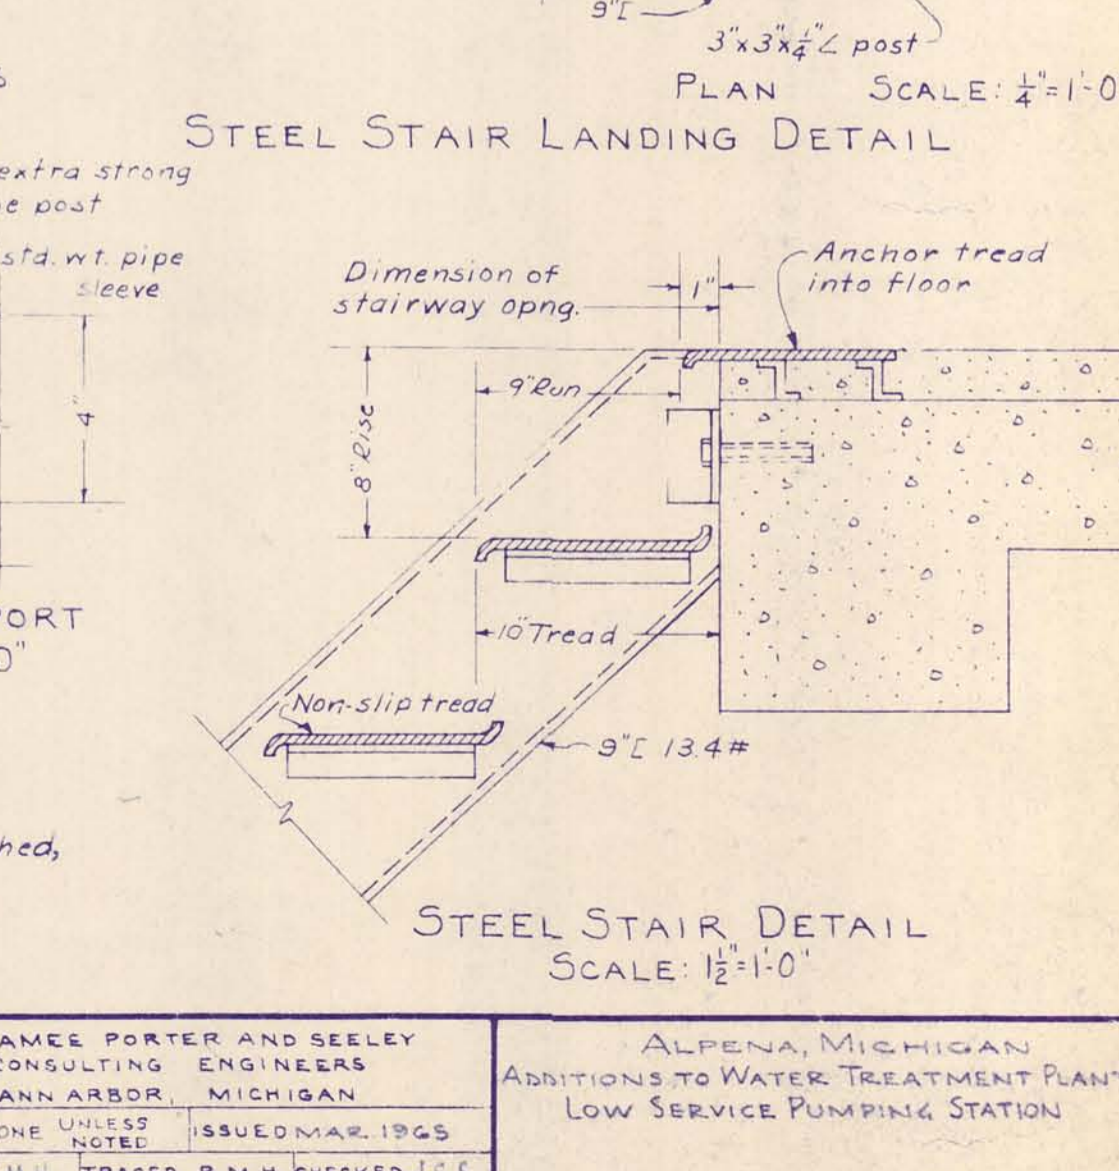 9"[
3"x3"x¼"∠ post
PLAN SCALE: ¼"=1'-0
STEEL STAIR LANDING DETAIL
extra strong
post
std. wt. pipe
sleeve
4"
PORT
0"
Dimension of
stairway opng.
1"
Anchor tread
into floor
9" Run
8" Rise
10" Tread
Non-slip tread
9"[ 13.4#
hed,
STEEL STAIR DETAIL
SCALE: 1½"=1'-0"
AMEE PORTER AND SEELEY
CONSULTING ENGINEERS
ANN ARBOR, MICHIGAN
ONE UNLESS NOTED
ISSUED MAR. 1965
TRACED R.M.H. CHECKED
ALPENA, MICHIGAN
ADDITIONS TO WATER TREATMENT PLANT
LOW SERVICE PUMPING STATION